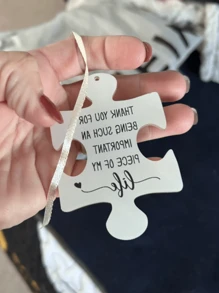 THANK YOU FOR
BEING SUCH AN
IMPORTANT
PIECE OF MY
life